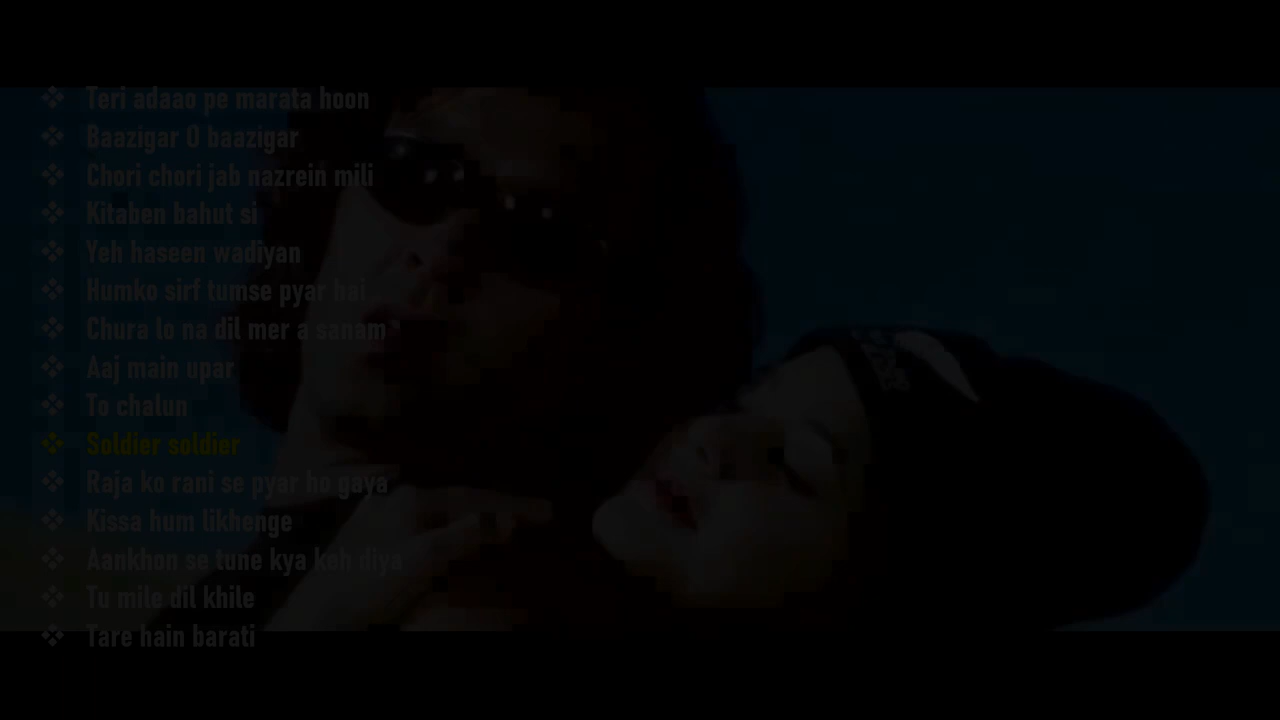 Teri adaao pe marata hoon
Baazigar O baazigar
Chori chori jab nazrein mili
Kitaben bahut si
Yeh haseen wadiyan
Humko sirf tumse pyar hai
Chura lo na dil mer a sanam
Aaj main upar
To chalun
Soldier soldier
Raja ko rani se pyar ho gaya
Kissa hum likhenge
Aankhon se tune kya keh diya
Tu mile dil khile
Tare hain barati